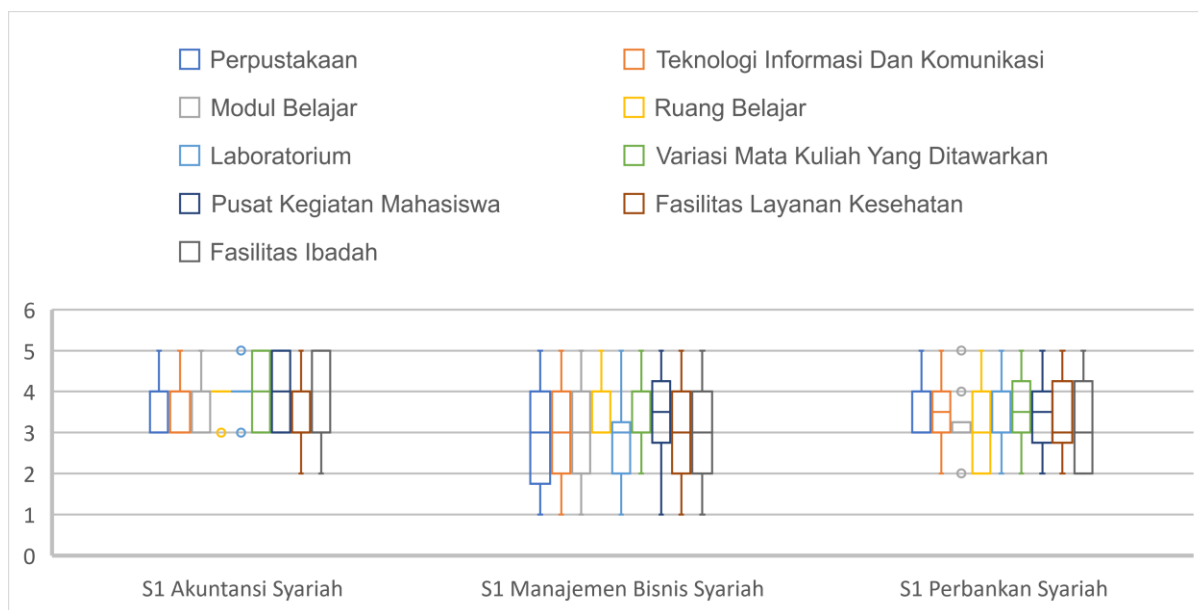 Perpustakaan
Teknologi Informasi Dan Komunikasi
Modul Belajar
Ruang Belajar
Laboratorium
Variasi Mata Kuliah Yang Ditawarkan
Pusat Kegiatan Mahasiswa
Fasilitas Layanan Kesehatan
Fasilitas Ibadah
6
5
4
3
2
1
0
S1 Akuntansi Syariah
S1 Manajemen Bisnis Syariah
S1 Perbankan Syariah